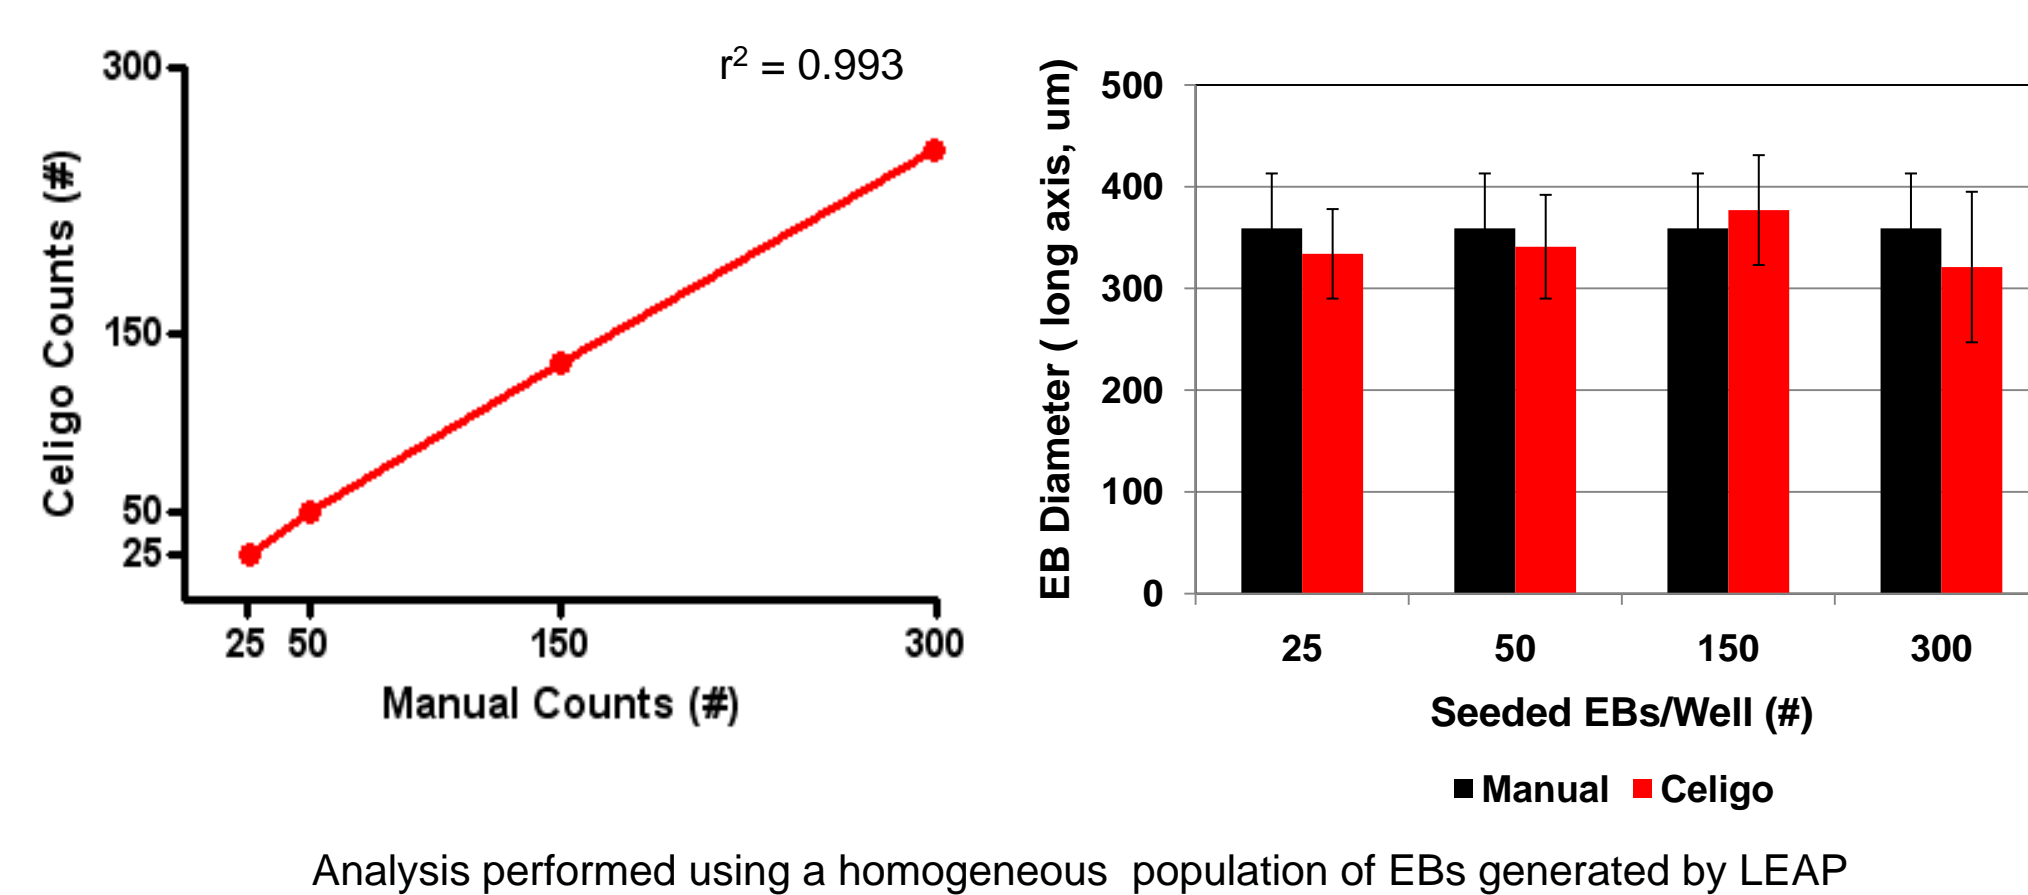 r² = 0.993
300
150
50
25
Celigo Counts (#)
25 50 150 300
Manual Counts (#)
EB Diameter ( long axis, um)
500
400
300
200
100
0
25 50 150 300
Seeded EBs/Well (#)
Manual Celigo
Analysis performed using a homogeneous population of EBs generated by LEAP